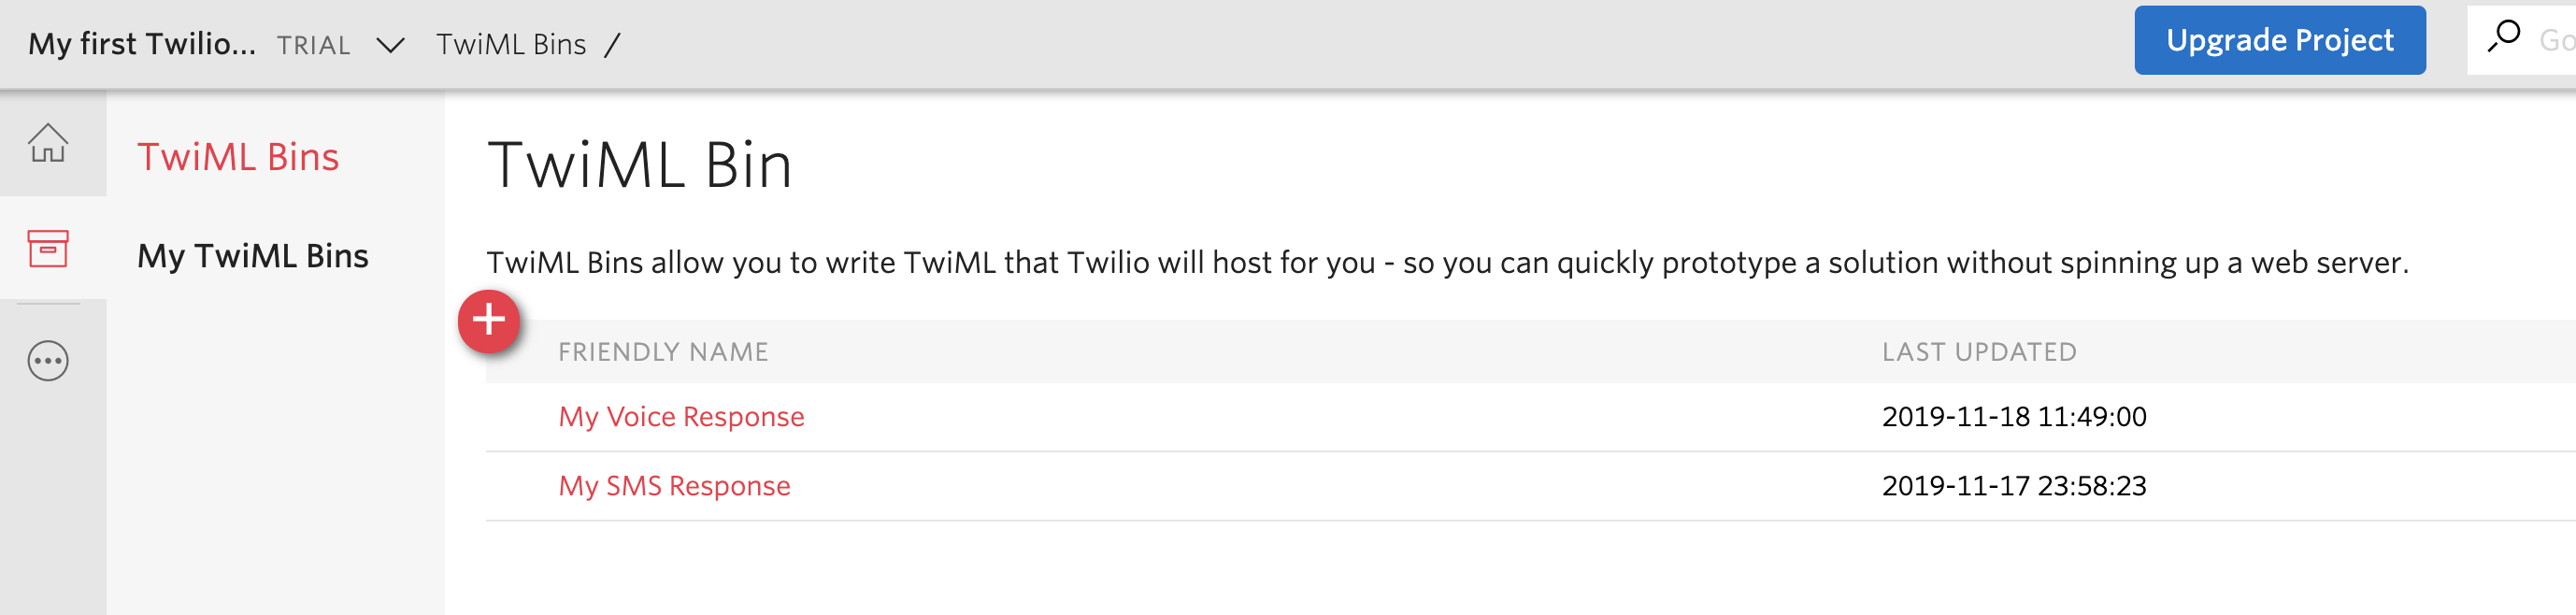 My first Twilio... TRIAL TwiML Bins / Upgrade Project Go
TwiML Bins
My TwiML Bins
TwiML Bin
TwiML Bins allow you to write TwiML that Twilio will host for you - so you can quickly prototype a solution without spinning up a web server.
FRIENDLY NAME LAST UPDATED
My Voice Response 2019-11-18 11:49:00
My SMS Response 2019-11-17 23:58:23